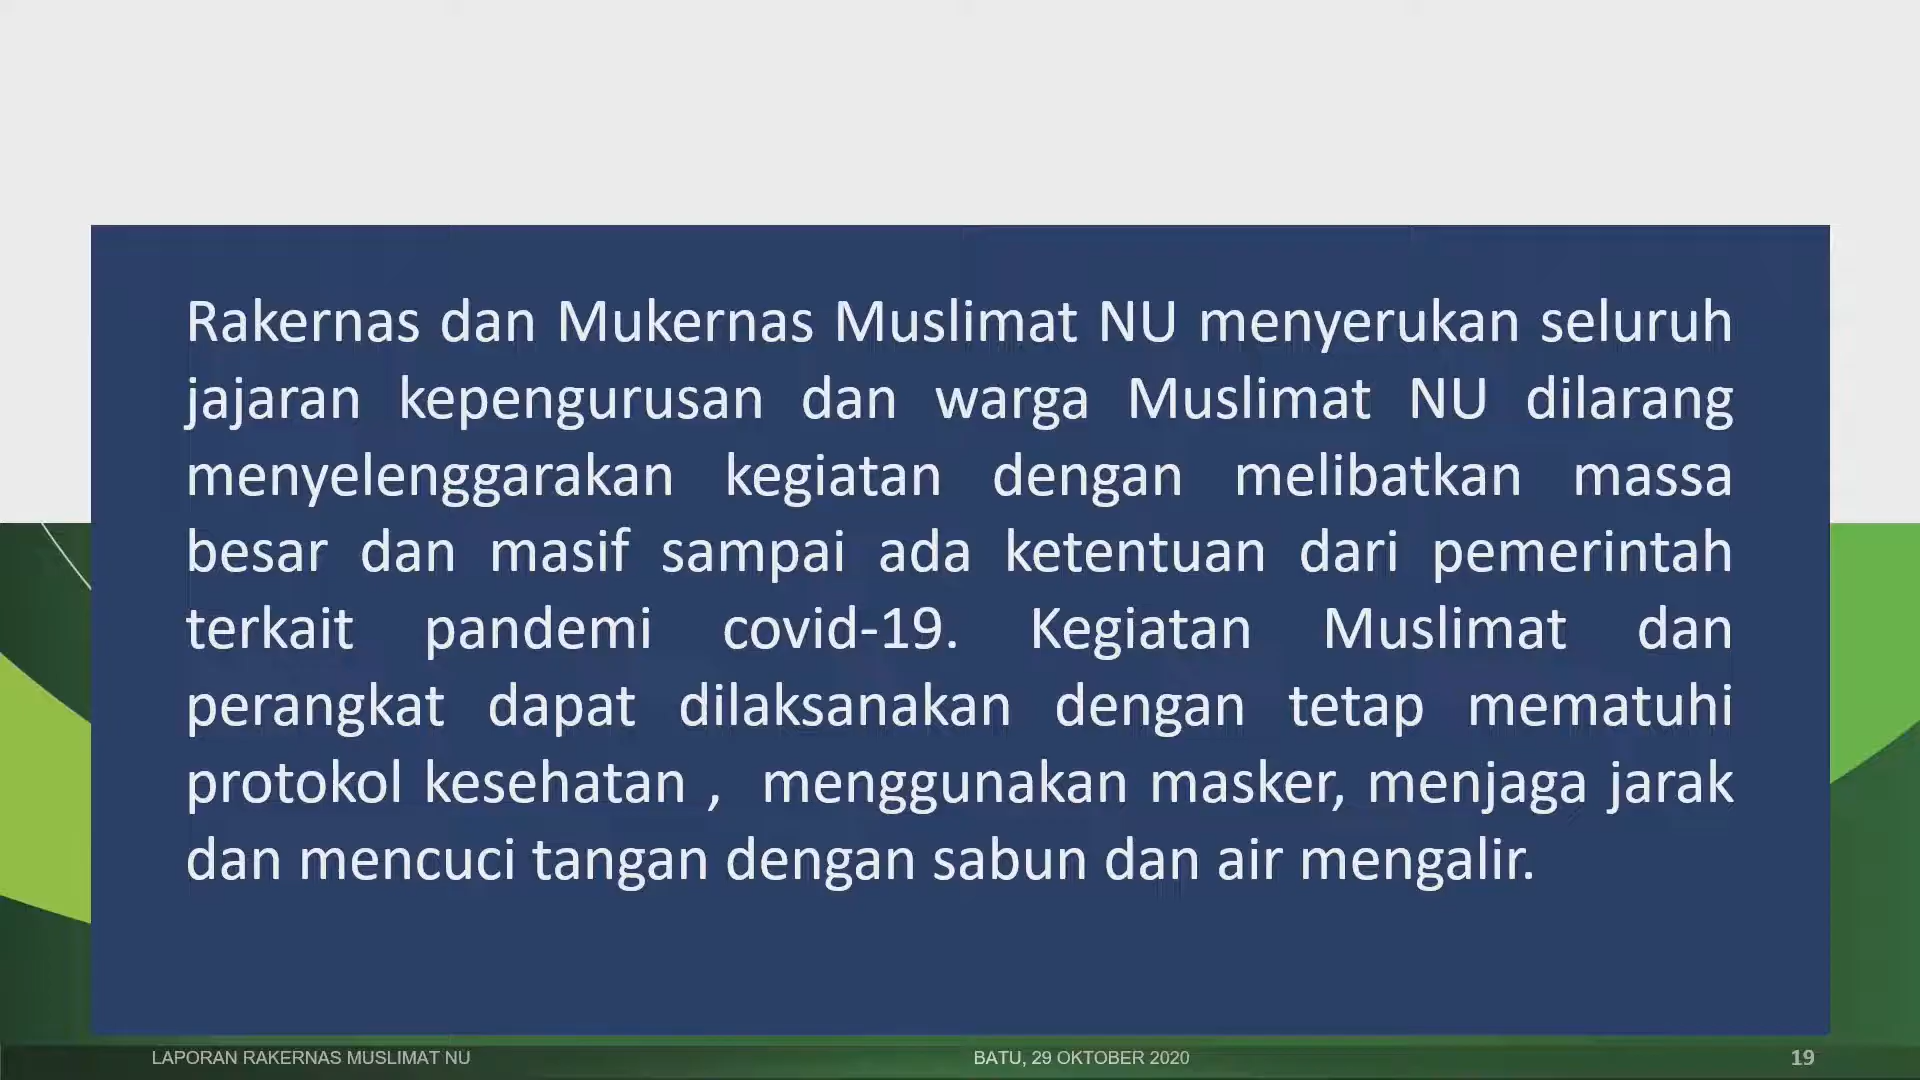 Rakernas dan Mukernas Muslimat NU menyerukan seluruh
jajaran kepengurusan dan warga Muslimat NU dilarang
menyelenggarakan kegiatan dengan melibatkan massa
besar dan masif sampai ada ketentuan dari pemerintah
terkait pandemi covid-19. Kegiatan Muslimat dan
perangkat dapat dilaksanakan dengan tetap mematuhi
protokol kesehatan , menggunakan masker, menjaga jarak
dan mencuci tangan dengan sabun dan air mengalir.
LAPORAN RAKERNAS MUSLIMAT NU
BATU, 29 OKTOBER 2020
19